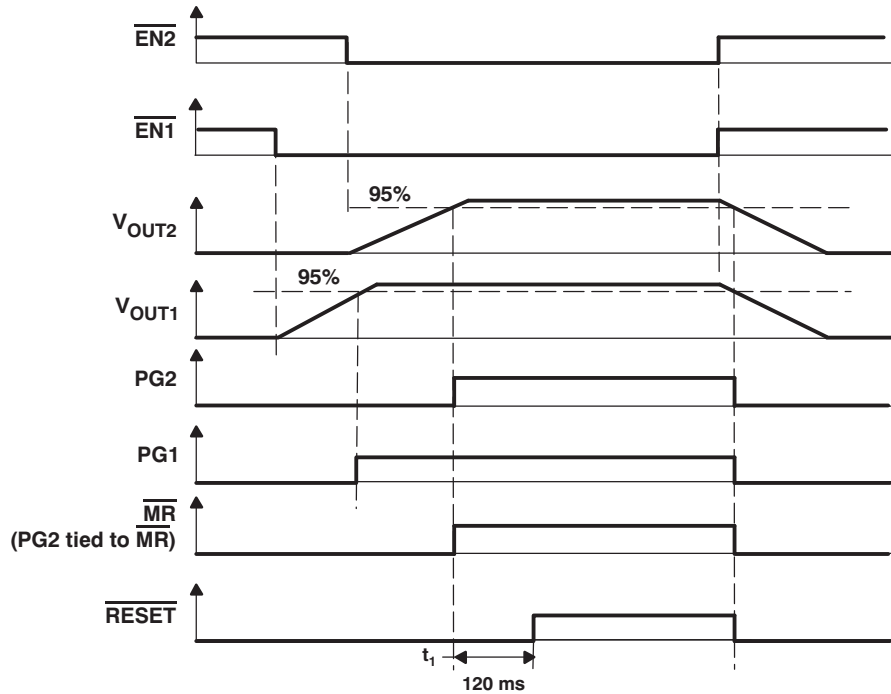 EN2
EN1
95%
VOUT2
95%
VOUT1
PG2
PG1
MR
(PG2 tied to MR)
RESET
t1
120 ms